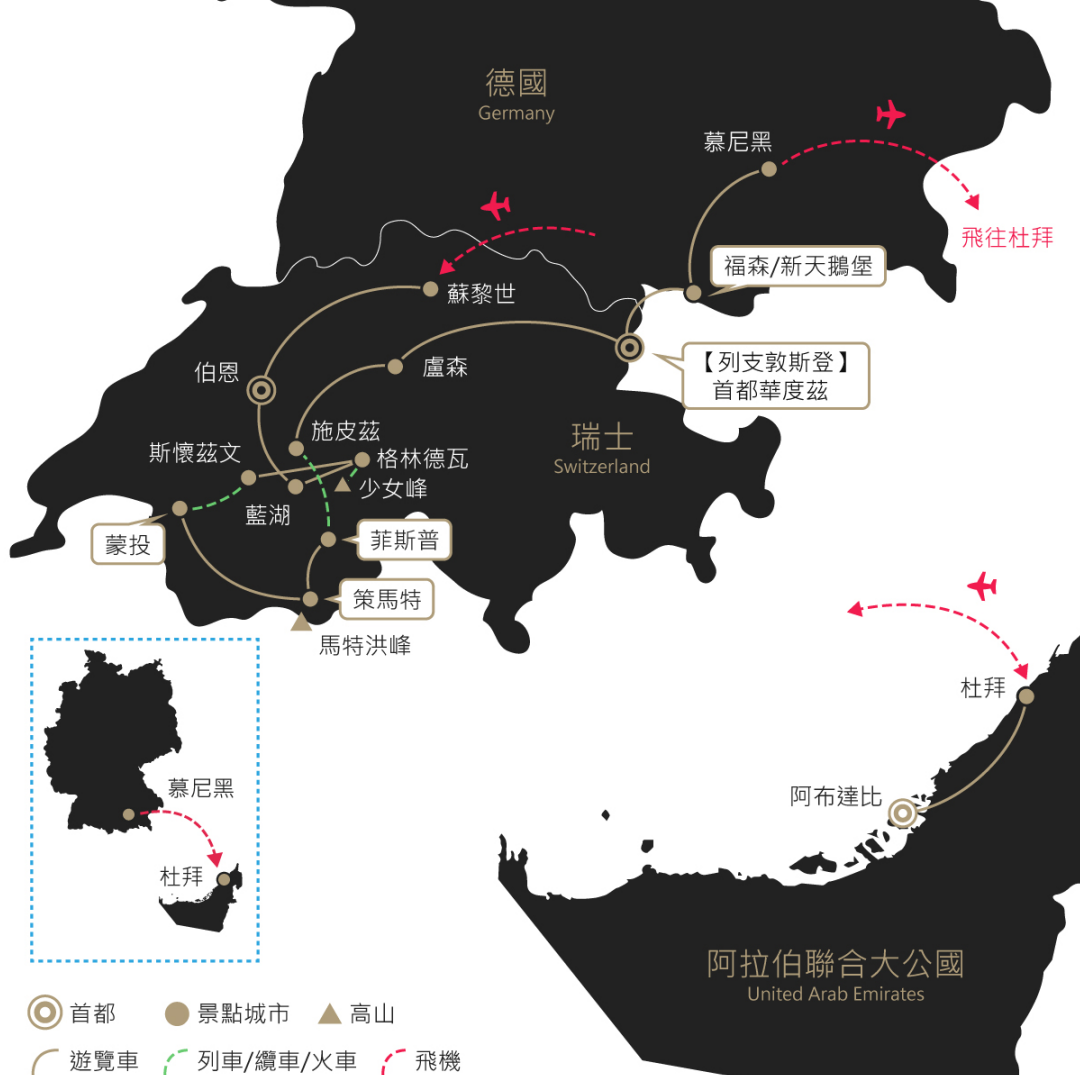 德國
Germany
慕尼黑
飛往杜拜
福森/新天鵝堡
蘇黎世
【列支敦斯登】
首都華度茲
盧森
伯恩
施皮茲
瑞士
Switzerland
斯懷茲文
格林德瓦
少女峰
藍湖
蒙投
菲斯普
策馬特
馬特洪峰
杜拜
阿布達比
慕尼黑
杜拜
阿拉伯聯合大公國
United Arab Emirates
首都
景點城市
高山
遊覽車
列車/纜車/火車
飛機